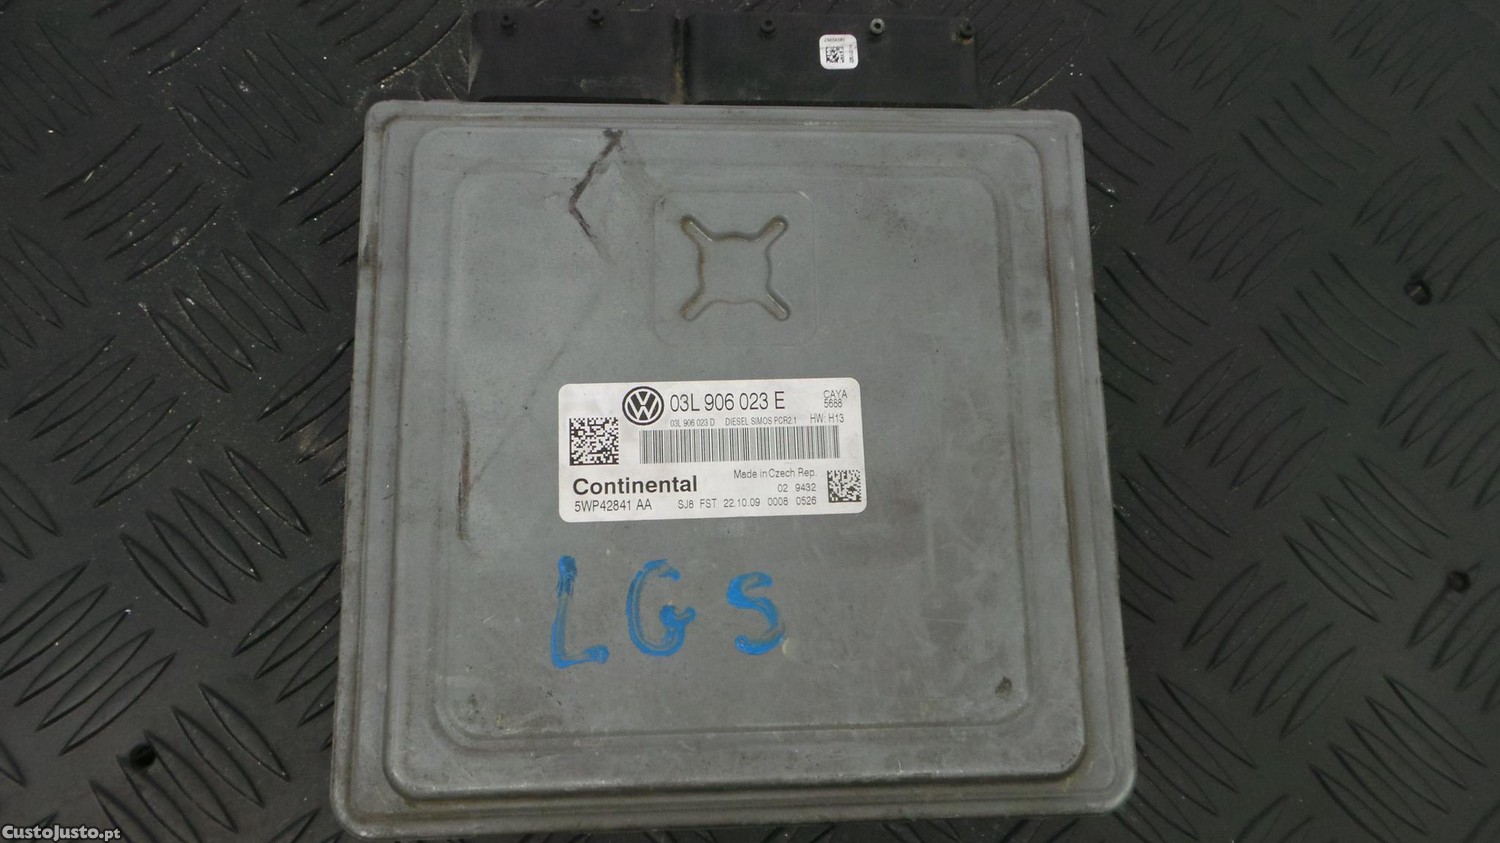 03L 906 023 E
CAYA
5688
03L 906 023 D DIESEL SIMOS PCR2.1 HW: H13
Made in Czech Rep.
Continental
02 9432
5WP42841 AA SJ8 FST 22.10.09 0008 0526
LGS
CustoJusto.pt